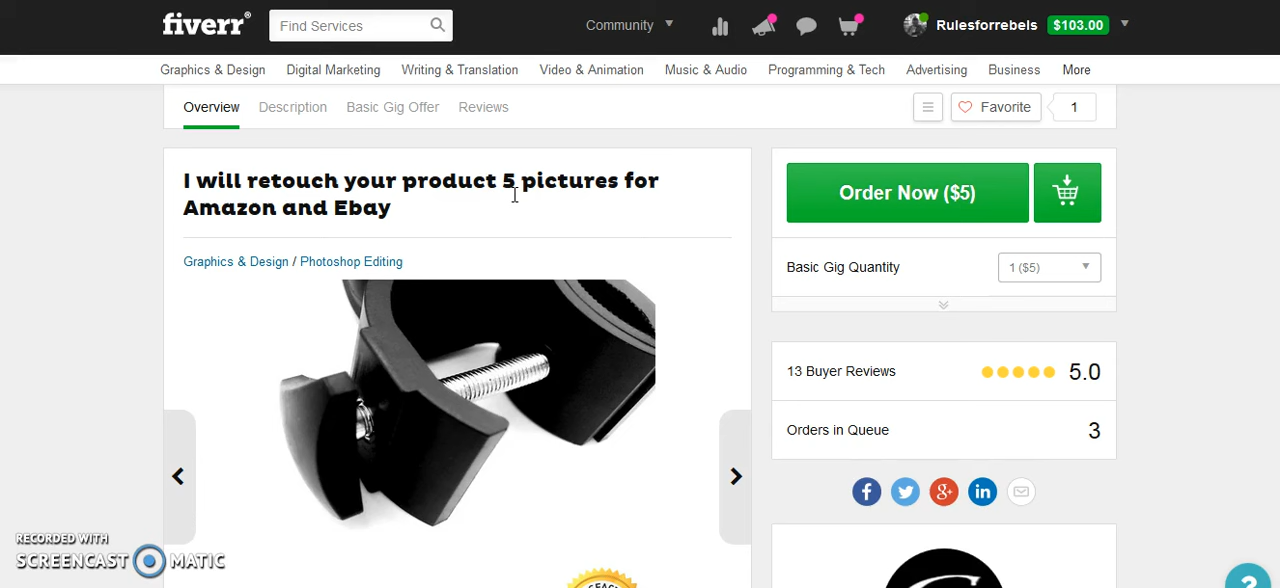 fiverr®
Find Services
Community
Rulesforrebels
$103.00
Graphics & Design
Digital Marketing
Writing & Translation
Video & Animation
Music & Audio
Programming & Tech
Advertising
Business
More
Overview
Description
Basic Gig Offer
Reviews
Favorite
1
I will retouch your product 5 pictures for
Amazon and Ebay
Graphics & Design / Photoshop Editing
Order Now ($5)
Basic Gig Quantity
1 ($5)
13 Buyer Reviews
5.0
Orders in Queue
3
RECORDED WITH
SCREENCAST MATIC
?